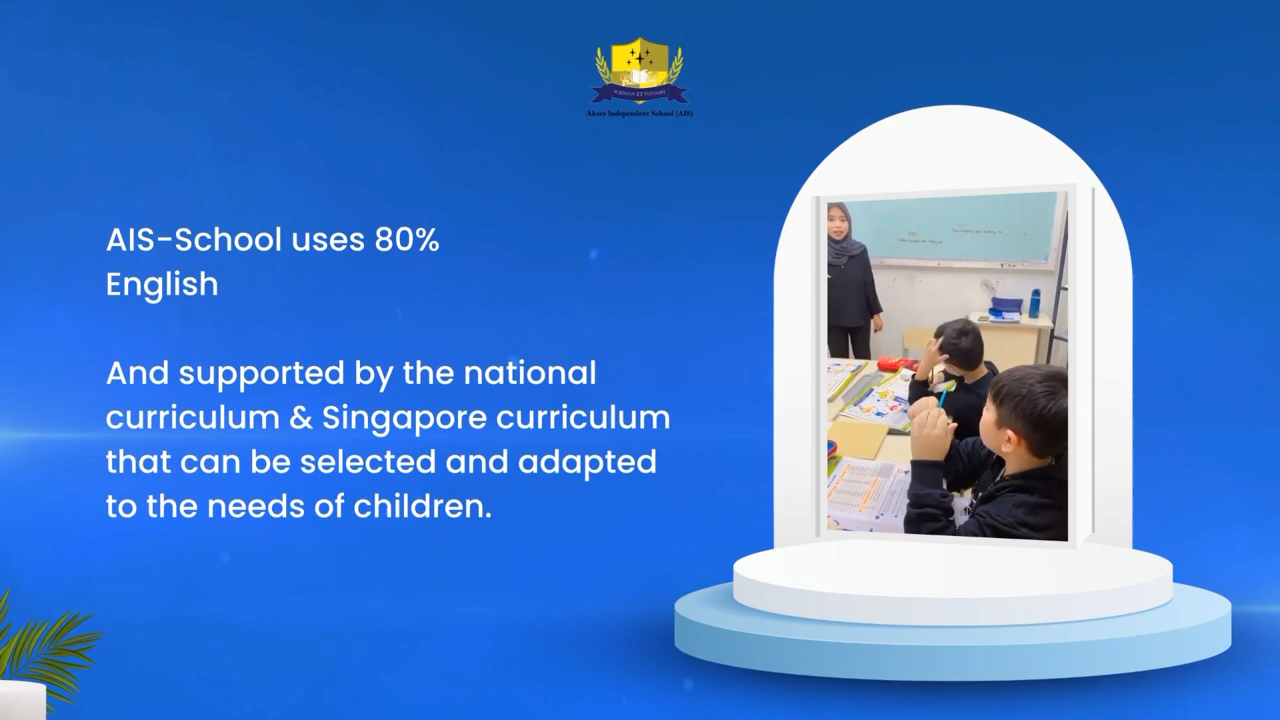 Akses Independent School (AIS)
AIS-School uses 80%
English
And supported by the national
curriculum & Singapore curriculum
that can be selected and adapted
to the needs of children.